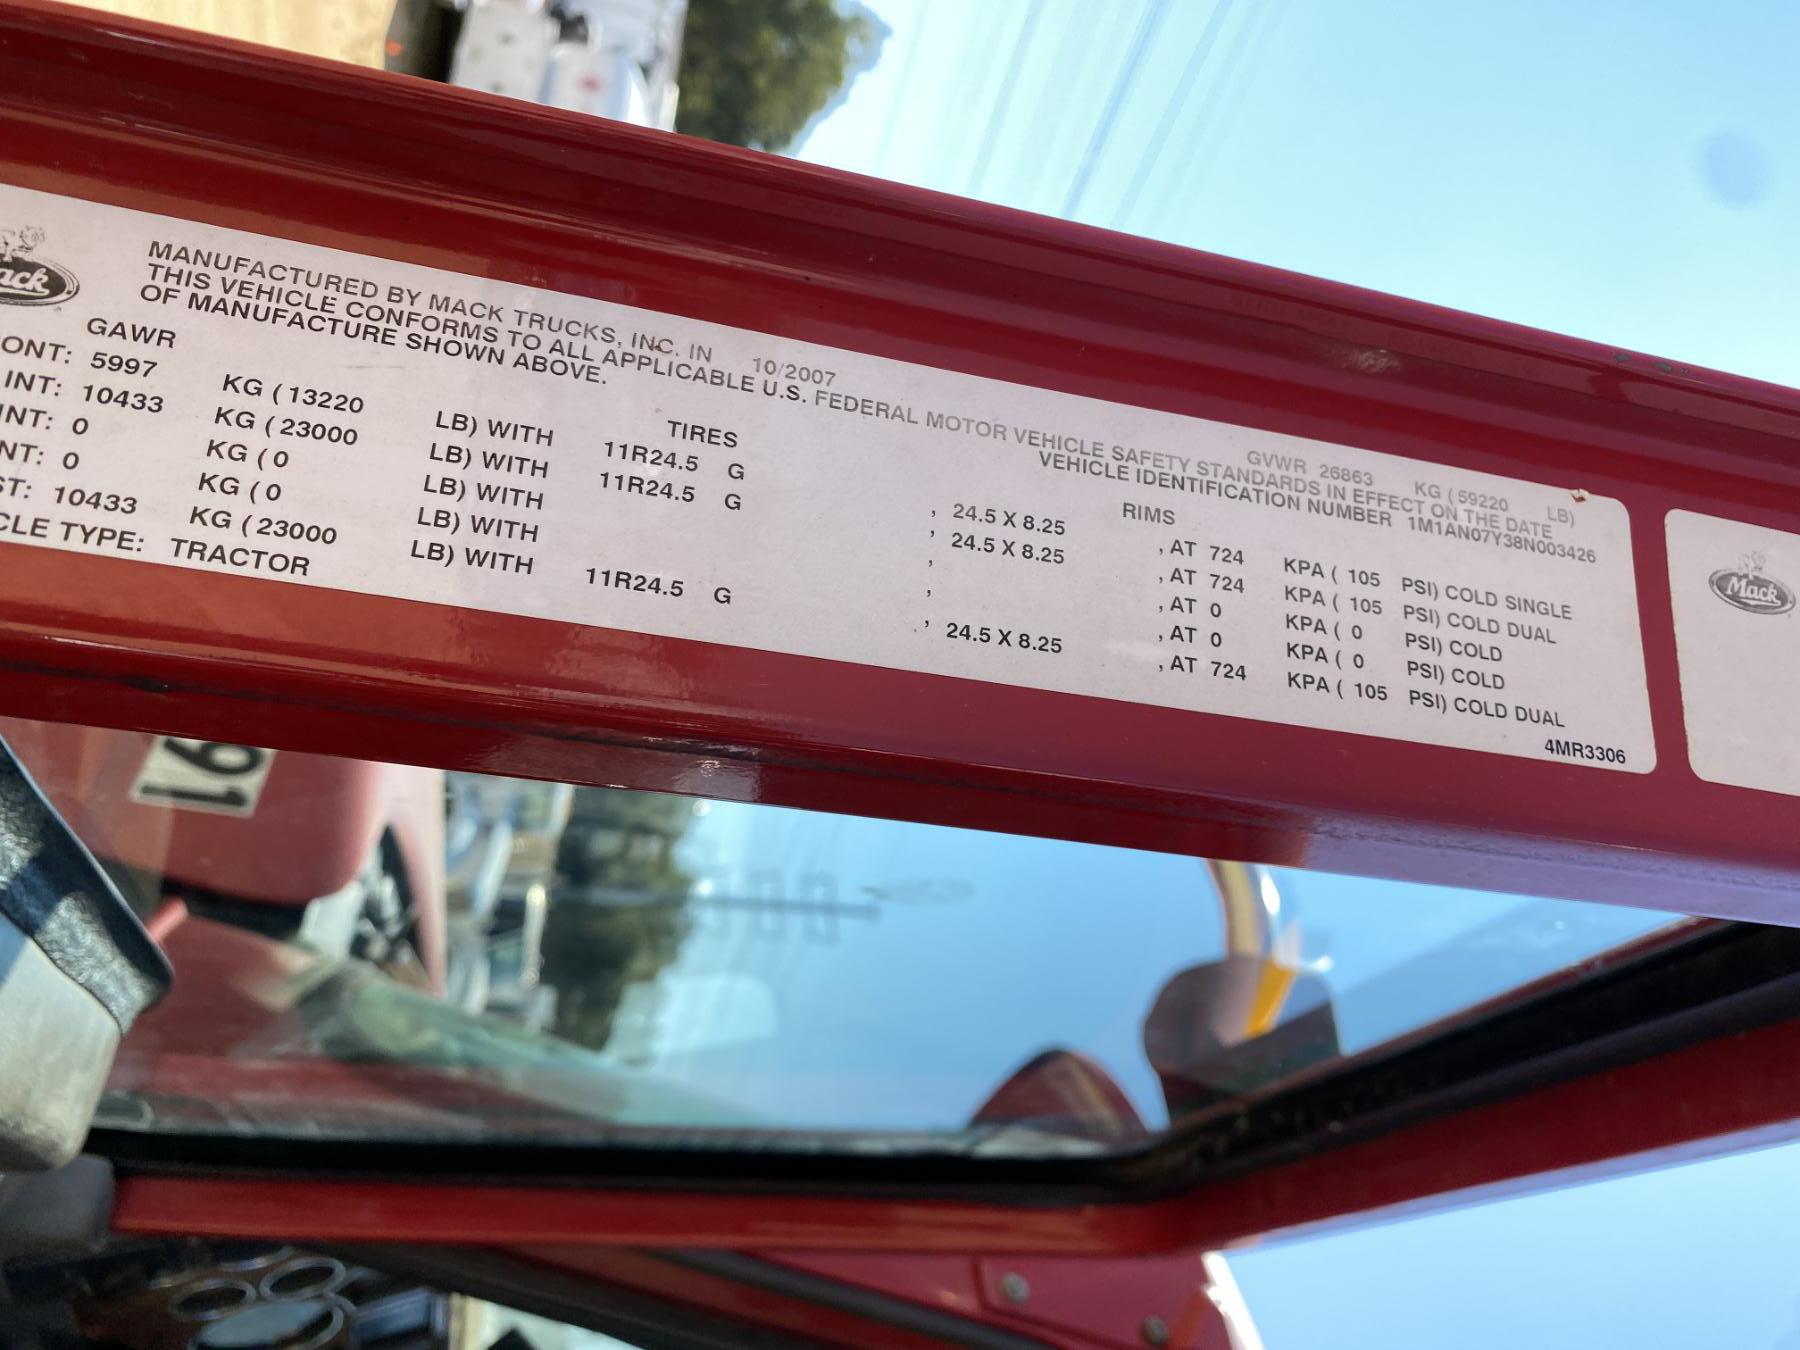 Mack
MANUFACTURED BY MACK TRUCKS, INC. IN 10/2007 GVWR 26863 KG ( 59220 LB)
THIS VEHICLE CONFORMS TO ALL APPLICABLE U.S. FEDERAL MOTOR VEHICLE SAFETY STANDARDS IN EFFECT ON THE DATE
OF MANUFACTURE SHOWN ABOVE. VEHICLE IDENTIFICATION NUMBER 1M1AN07Y38N003426
GAWR TIRES RIMS
ONT: 5997 KG ( 13220 LB) WITH 11R24.5 G , 24.5 X 8.25 , AT 724 KPA ( 105 PSI) COLD SINGLE
INT: 10433 KG ( 23000 LB) WITH 11R24.5 G , 24.5 X 8.25 , AT 724 KPA ( 105 PSI) COLD DUAL
INT: 0 KG ( 0 LB) WITH , , AT 0 KPA ( 0 PSI) COLD
NT: 0 KG ( 0 LB) WITH , , AT 0 KPA ( 0 PSI) COLD
ST: 10433 KG ( 23000 LB) WITH 11R24.5 G , 24.5 X 8.25 , AT 724 KPA ( 105 PSI) COLD DUAL
CLE TYPE: TRACTOR
4MR3306
Mack
91